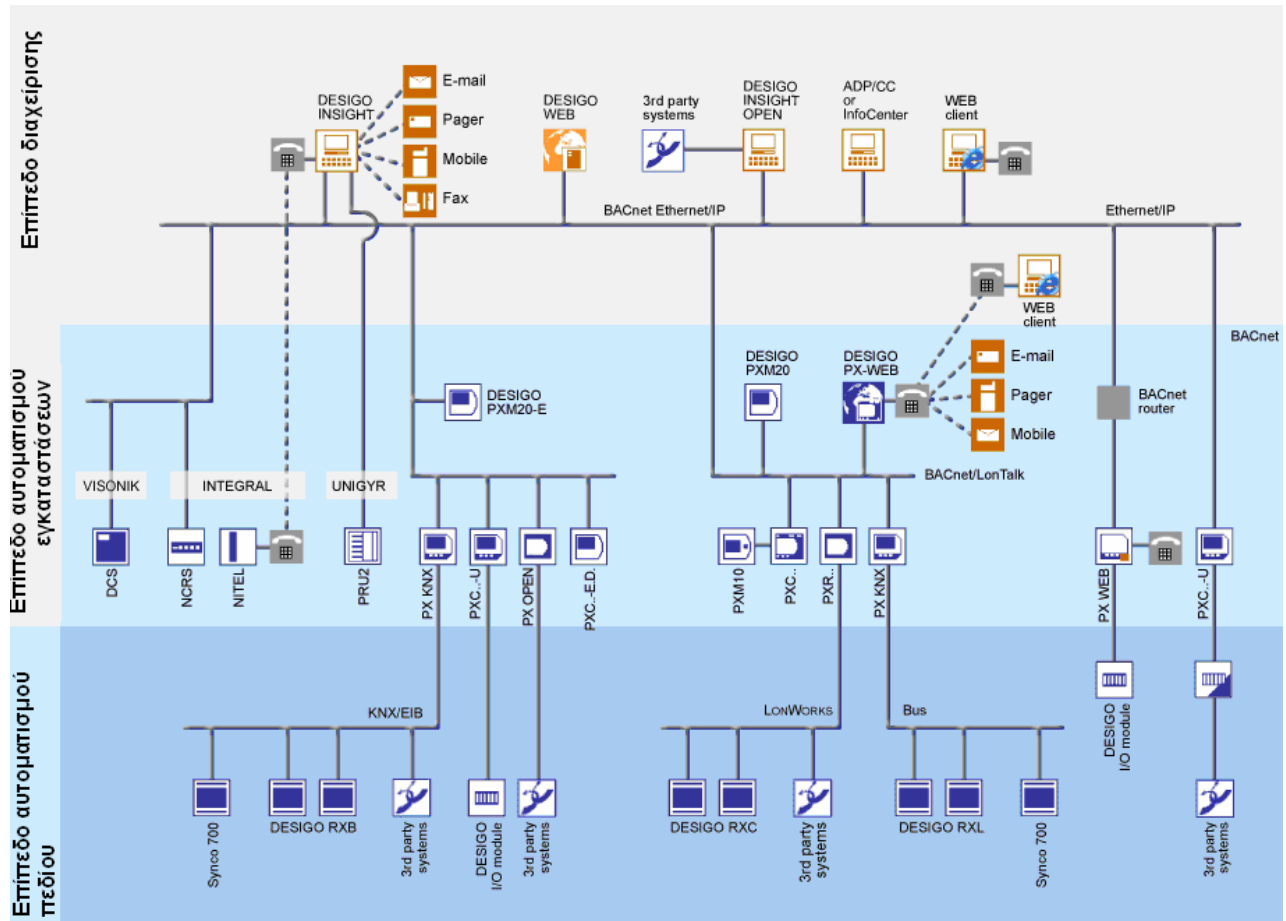 Επίπεδο διαχείρισης
DESIGO
INSIGHT
E-mail
Pager
Mobile
Fax
DESIGO
WEB
3rd party
systems
DESIGO
INSIGHT
OPEN
ADP/CC
or
InfoCenter
WEB
client
BACnet Ethernet/IP
Ethernet/IP
WEB
client
Επίπεδο αυτοματισμού
εγκαταστάσεων
BACnet
DESIGO
PXM20-E
DESIGO
PXM20
DESIGO
PX-WEB
E-mail
Pager
Mobile
BACnet
router
BACnet/LonTalk
VISONIK
INTEGRAL
UNIGYR
DCS
NCRS
NITEL
PRU2
PX KNX
PXC..-U
PX OPEN
PXC..-E.D.
PXM10
PXC..
PXR..
PX KNX
PX WEB
PXC..-U
Επίπεδο αυτοματισμού
πεδίου
KNX/EIB
LONWORKS
Bus
DESIGO
I/O module
Synco 700
DESIGO RXB
3rd party
systems
DESIGO
I/O module
3rd party
systems
DESIGO RXC
3rd party
systems
DESIGO RXL
Synco 700
3rd party
systems